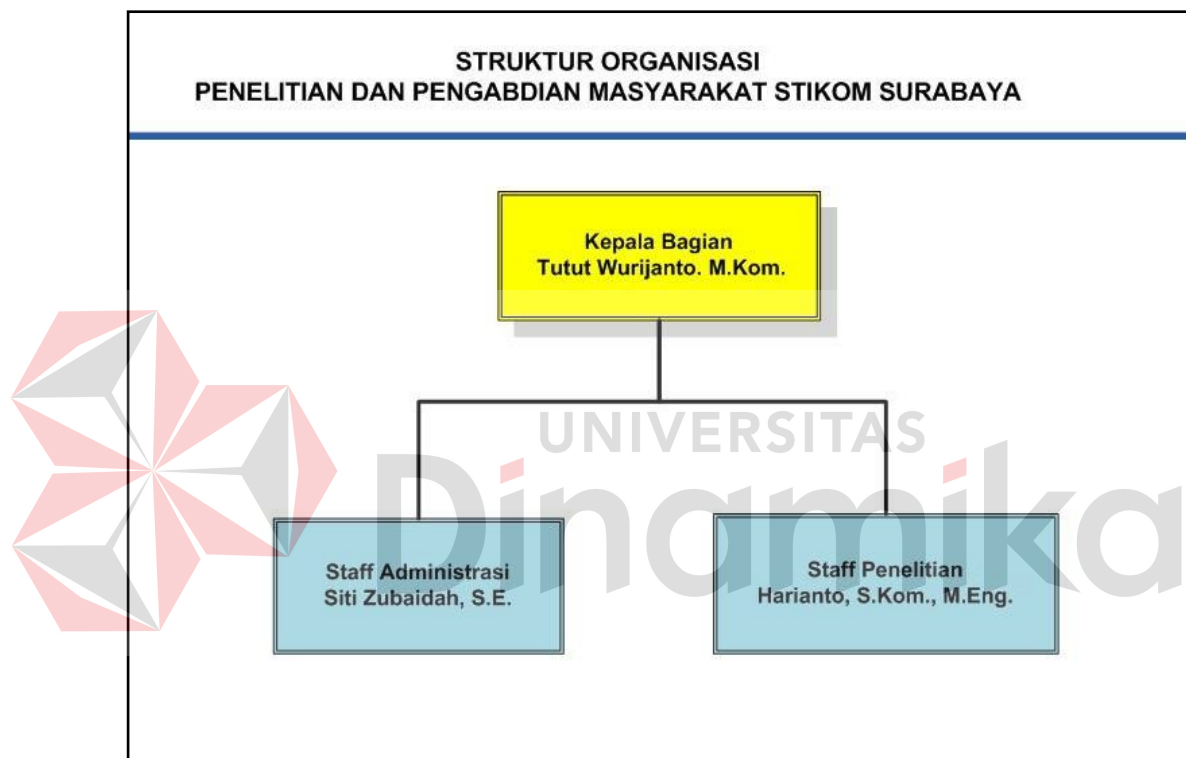 STRUKTUR ORGANISASI
PENELITIAN DAN PENGABDIAN MASYARAKAT STIKOM SURABAYA
Kepala Bagian
Tutut Wurijanto. M.Kom.
UNIVERSITAS
Dinamika
Staff Administrasi
Siti Zubaidah, S.E.
Staff Penelitian
Harianto, S.Kom., M.Eng.